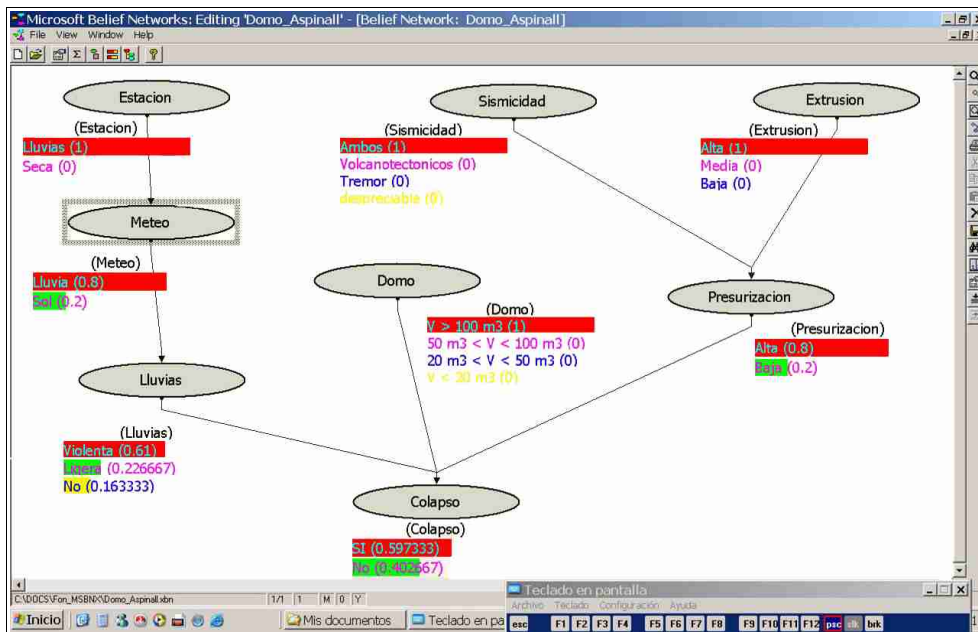 Microsoft Belief Networks: Editing 'Domo_Aspinall' - [Belief Network: Domo_Aspinall]
File View Window Help
Estacion
(Estacion)
Lluvias (1)
Seca (0)
Sismicidad
(Sismicidad)
Ambos (1)
Volcanotectonicos (0)
Tremor (0)
despreciable (0)
Extrusion
(Extrusion)
Alta (1)
Media (0)
Baja (0)
Meteo
(Meteo)
Lluvia (0.8)
Sol (0.2)
Domo
(Domo)
V > 100 m3 (1)
50 m3 < V < 100 m3 (0)
20 m3 < V < 50 m3 (0)
V < 20 m3 (0)
Presurizacion
(Presurizacion)
Alta (0.8)
Baja (0.2)
Lluvias
(Lluvias)
Violenta (0.61)
Ligera (0.226667)
No (0.163333)
Colapso
(Colapso)
SI (0.597333)
No (0.402667)
C:\DOCS\Fon_MSBNX\Domo_Aspinall.xbn 1/1 1 M 0 Y
Teclado en pantalla
Archivo Teclado Configuración Ayuda
esc F1 F2 F3 F4 F5 F6 F7 F8 F9 F10 F11 F12 psc slk brk
Inicio Mis documentos Teclado en pa